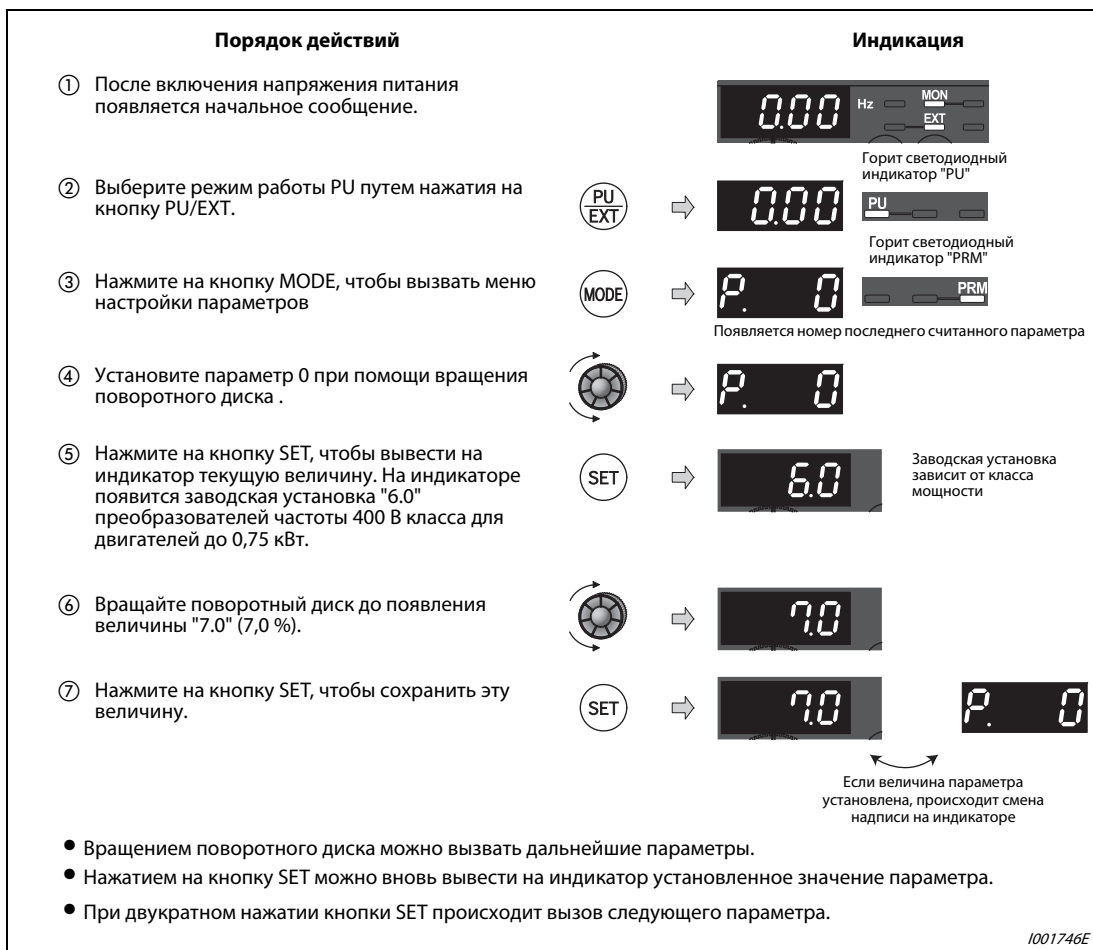 Порядок действий
Индикация
① После включения напряжения питания
появляется начальное сообщение.
0.00 Hz MON
EXT
Горит светодиодный
индикатор "PU"
② Выберите режим работы PU путем нажатия на
кнопку PU/EXT.
PU
EXT
0.00
PU
Горит светодиодный
индикатор "PRM"
③ Нажмите на кнопку MODE, чтобы вызвать меню
настройки параметров
MODE
P. 0
PRM
Появляется номер последнего считанного параметра
④ Установите параметр 0 при помощи вращения
поворотного диска .
P. 0
⑤ Нажмите на кнопку SET, чтобы вывести на
индикатор текущую величину. На индикаторе
появится заводская установка "6.0"
преобразователей частоты 400 В класса для
двигателей до 0,75 кВт.
SET
6.0
Заводская установка
зависит от класса
мощности
⑥ Вращайте поворотный диск до появления
величины "7.0" (7,0 %).
7.0
⑦ Нажмите на кнопку SET, чтобы сохранить эту
величину.
SET
7.0
P. 0
Если величина параметра
установлена, происходит смена
надписи на индикаторе
● Вращением поворотного диска можно вызвать дальнейшие параметры.
● Нажатием на кнопку SET можно вновь вывести на индикатор установленное значение параметра.
● При двукратном нажатии кнопки SET происходит вызов следующего параметра.
I001746E